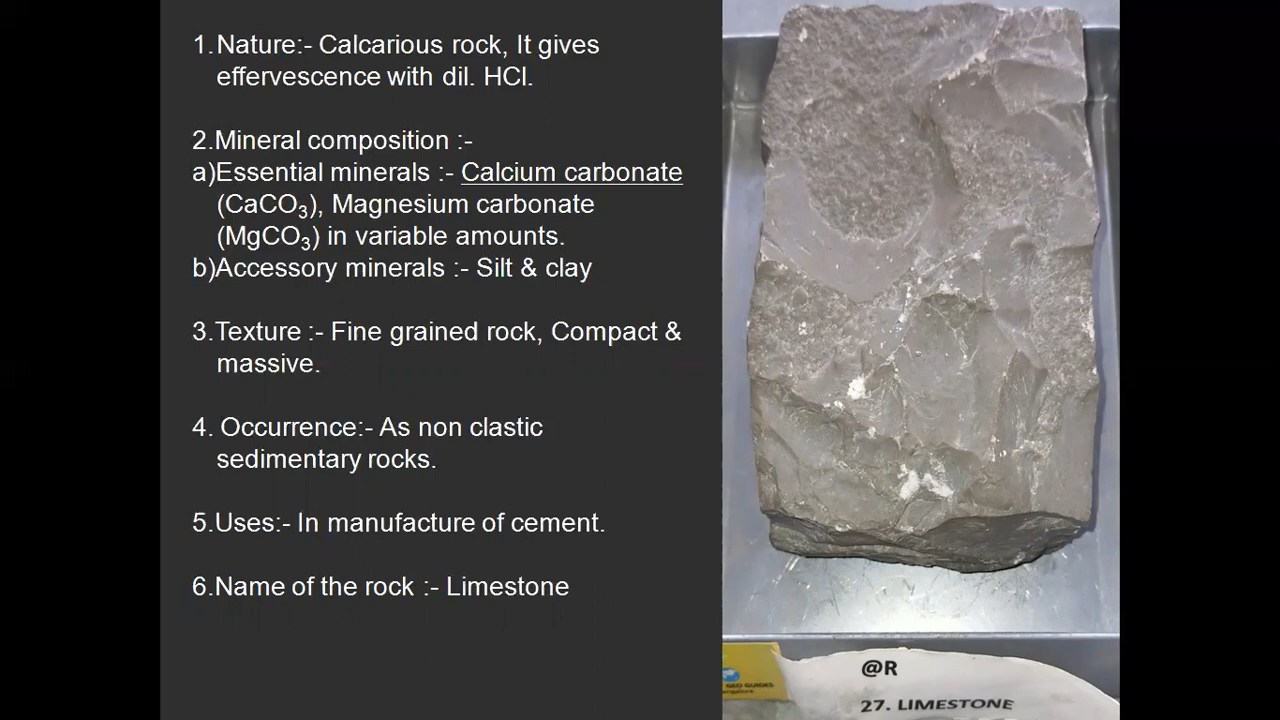 1.Nature:- Calcarious rock, It gives
effervescence with dil. HCl.
2.Mineral composition :-
a)Essential minerals :- Calcium carbonate
(CaCO₃), Magnesium carbonate
(MgCO₃) in variable amounts.
b)Accessory minerals :- Silt & clay
3.Texture :- Fine grained rock, Compact &
massive.
4. Occurrence:- As non clastic
sedimentary rocks.
5.Uses:- In manufacture of cement.
6.Name of the rock :- Limestone
@R
GEO GUIDES
27. LIMESTONE